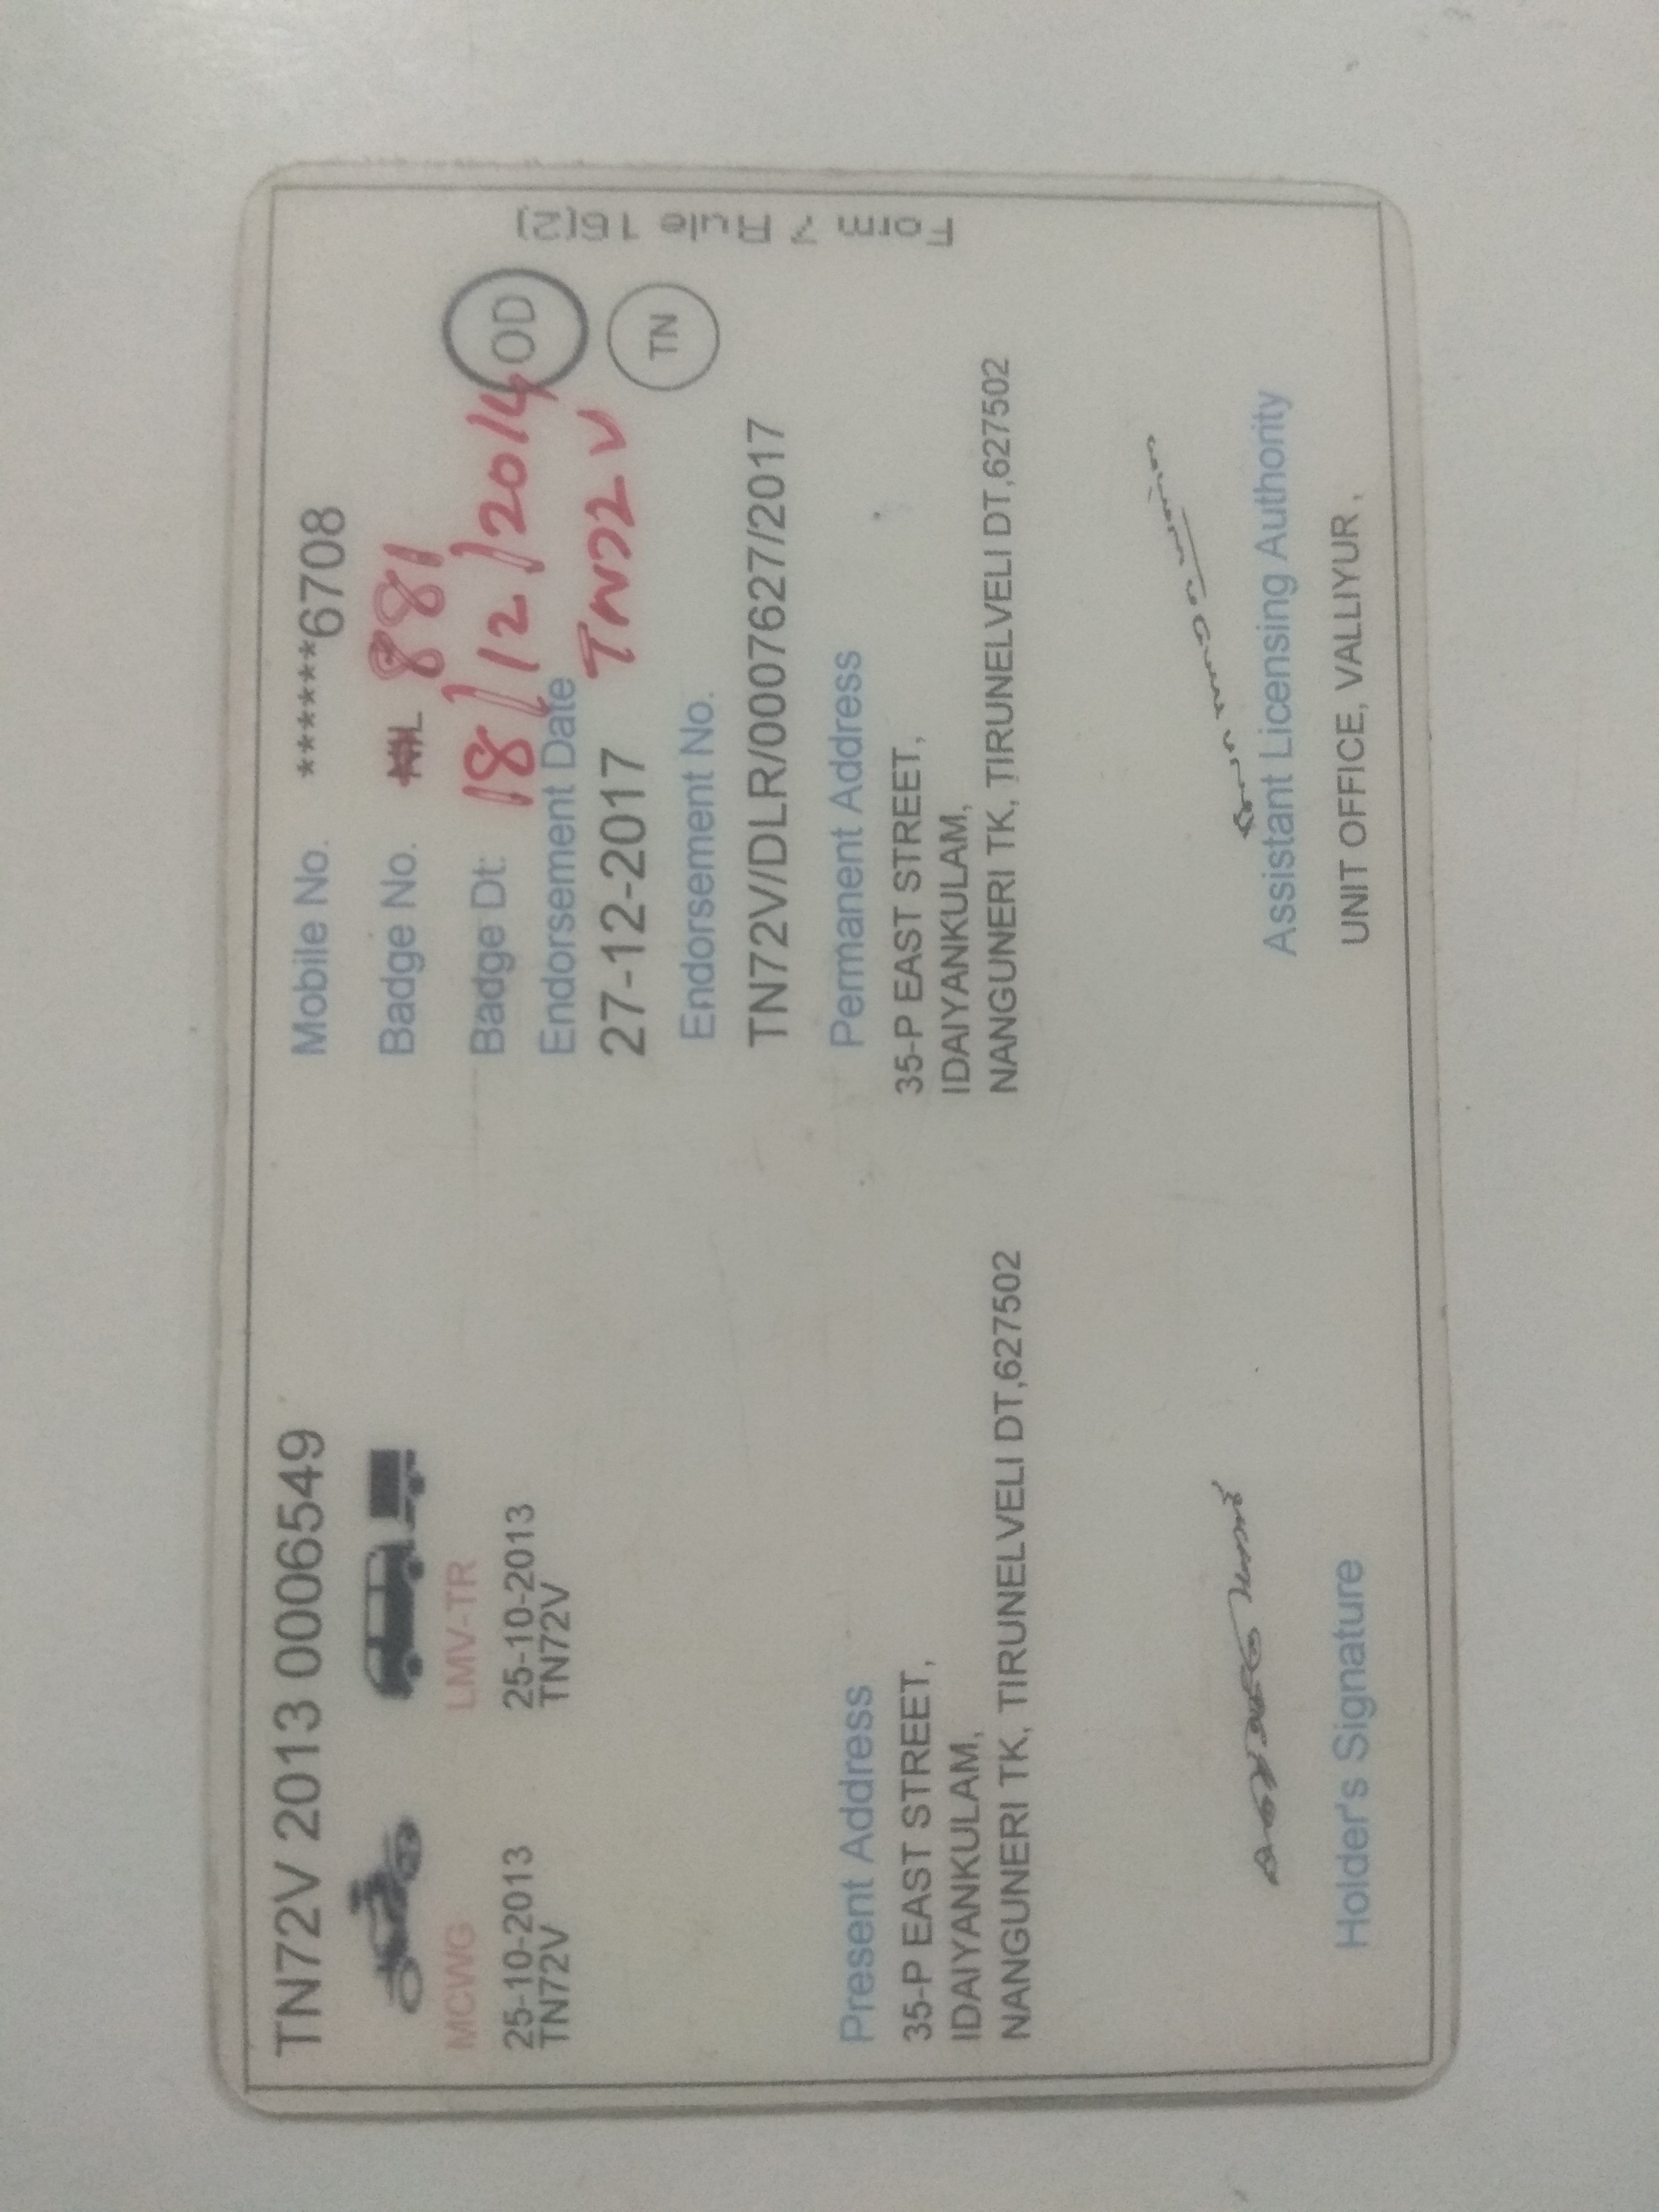 TN72V 2013 0006549
MCWG
25-10-2013
TN72V
LMV-TR
25-10-2013
TN72V
Mobile No. ******6708
Badge No. 881
Badge Dt: 18/12/2014
Endorsement Date
27-12-2017
Endorsement No.
TN72V/DLR/0007627/2017
OD
TN
Form 7 Rule 16(2)
Present Address
35-P EAST STREET,
IDAIYANKULAM,
NANGUNERI TK, TIRUNELVELI DT,627502
Permanent Address
35-P EAST STREET,
IDAIYANKULAM,
NANGUNERI TK, TIRUNELVELI DT,627502
Holder's Signature
Assistant Licensing Authority
UNIT OFFICE, VALLIYUR ,